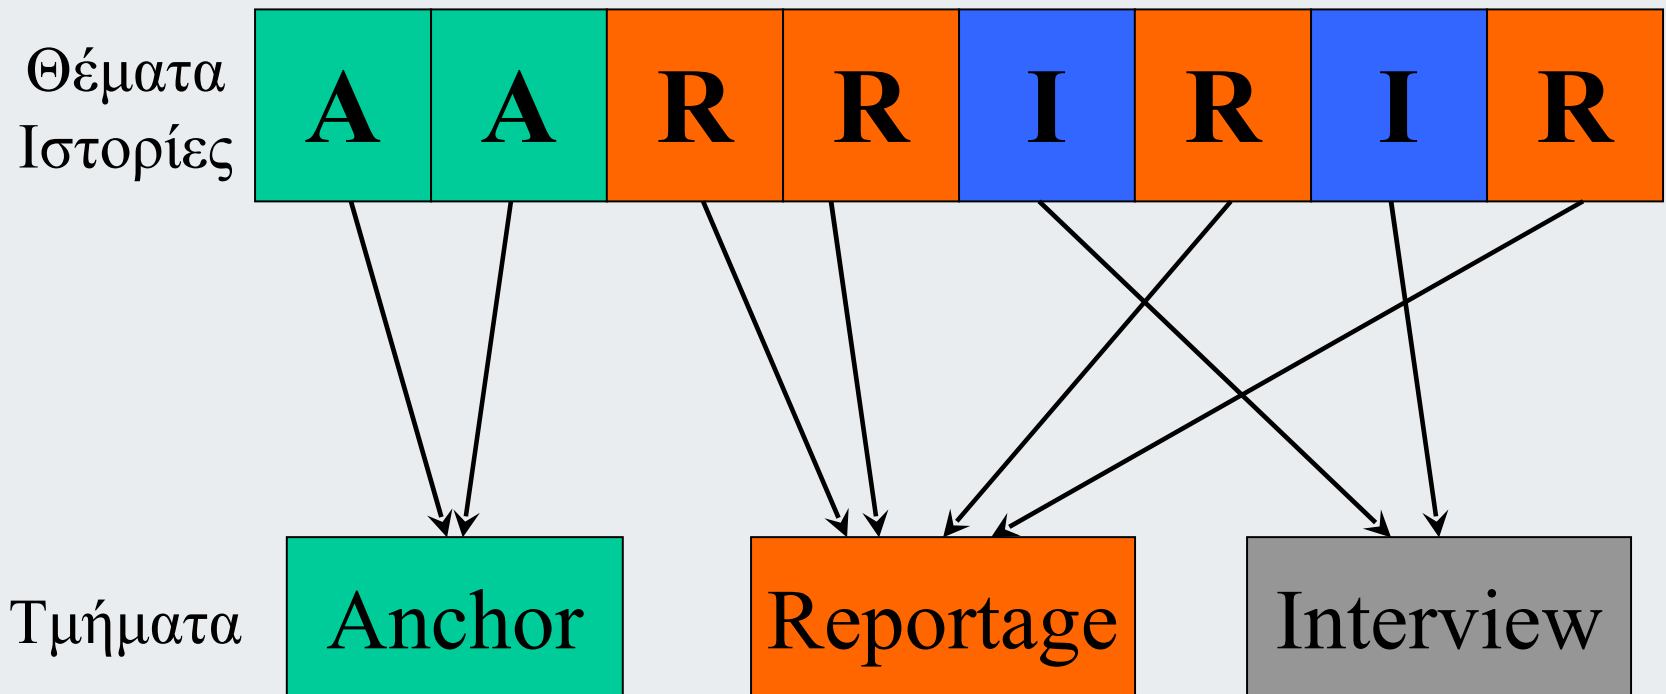 Θέματα
Ιστορίες
A A R R I R I R
Τμήματα
Anchor
Reportage
Interview